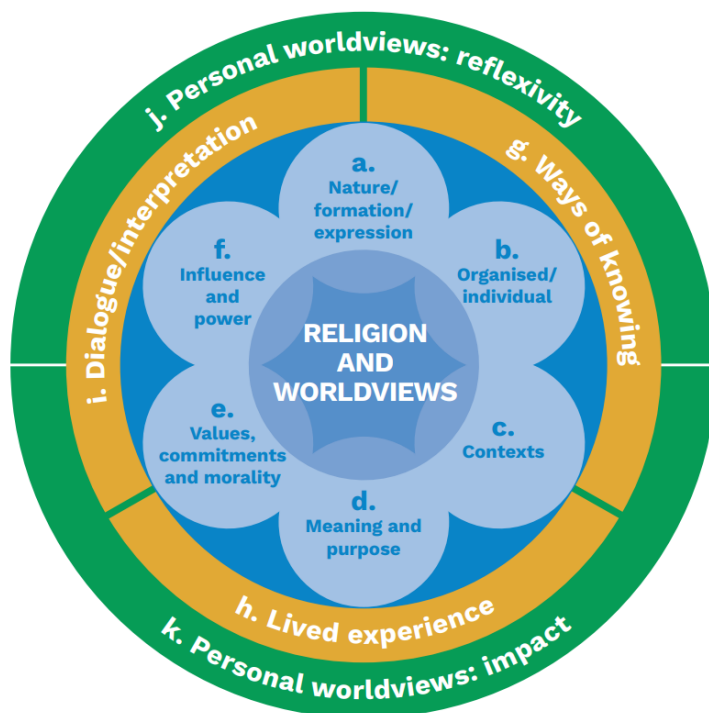 j. Personal worldviews: reflexivity
i. Dialogue/interpretation
g. Ways of knowing
a.
Nature/
formation/
expression
f.
Influence
and
power
b.
Organised/
individual
RELIGION
AND
WORLDVIEWS
e.
Values,
commitments
and morality
c.
Contexts
d.
Meaning and
purpose
h. Lived experience
k. Personal worldviews: impact